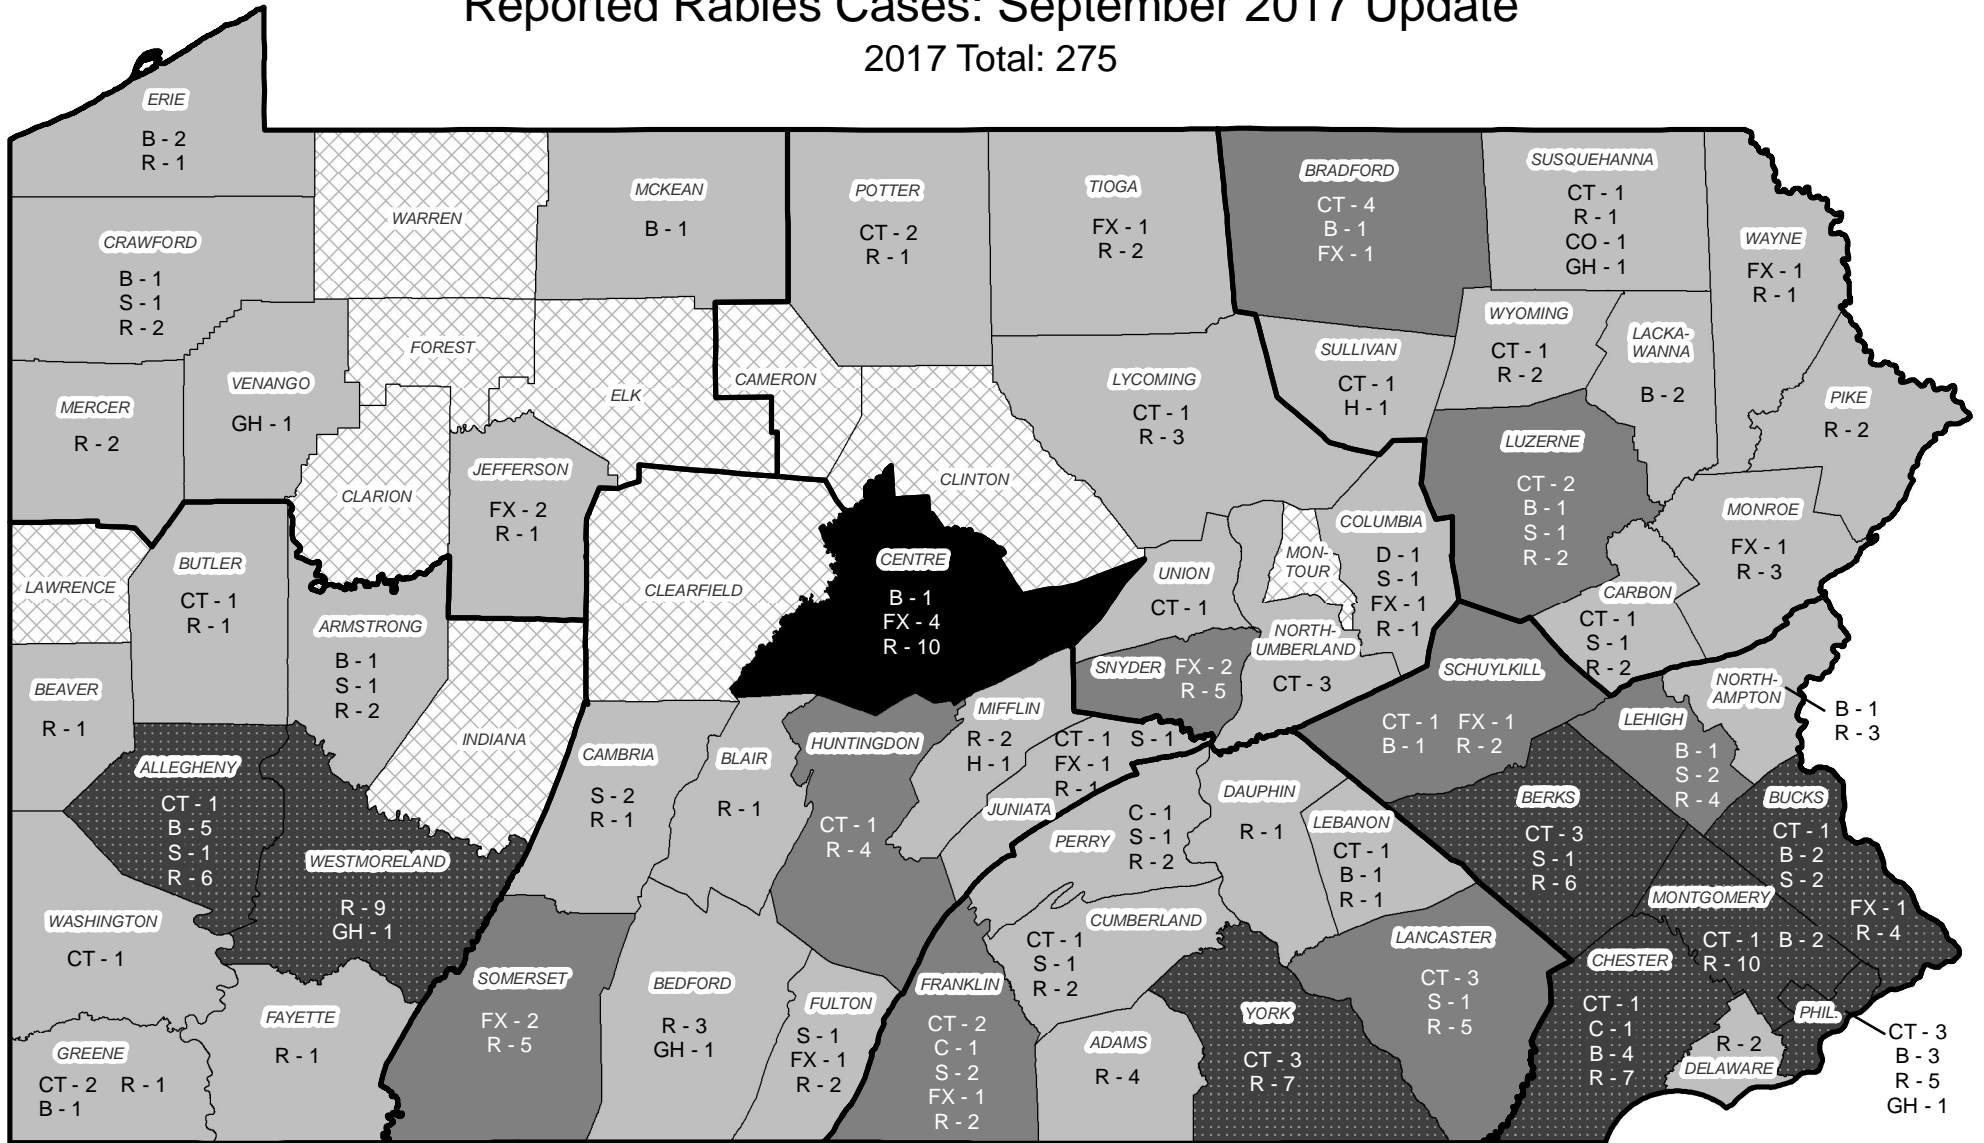 Reported Rabies Cases: September 2017 Update
2017 Total: 275
ERIE
B - 2
R - 1
WARREN
MCKEAN
B - 1
POTTER
CT - 2
R - 1
TIOGA
FX - 1
R - 2
BRADFORD
CT - 4
B - 1
FX - 1
SUSQUEHANNA
CT - 1
R - 1
CO - 1
GH - 1
WAYNE
FX - 1
R - 1
CRAWFORD
B - 1
S - 1
R - 2
FOREST
ELK
CAMERON
LYCOMING
CT - 1
R - 3
SULLIVAN
CT - 1
H - 1
WYOMING
CT - 1
R - 2
LACKA-
WANNA
B - 2
PIKE
R - 2
MERCER
R - 2
VENANGO
GH - 1
CLARION
JEFFERSON
FX - 2
R - 1
CLINTON
LUZERNE
CT - 2
B - 1
S - 1
R - 2
MONROE
FX - 1
R - 3
LAWRENCE
BUTLER
CT - 1
R - 1
ARMSTRONG
B - 1
S - 1
R - 2
CLEARFIELD
CENTRE
B - 1
FX - 4
R - 10
UNION
CT - 1
MON-
TOUR
COLUMBIA
D - 1
S - 1
FX - 1
R - 1
CARBON
CT - 1
S - 1
R - 2
BEAVER
R - 1
INDIANA
SNYDER
FX - 2
R - 5
NORTH-
UMBERLAND
CT - 3
SCHUYLKILL
CT - 1 FX - 1
B - 1 R - 2
LEHIGH
B - 1
S - 2
R - 4
NORTH-
AMPTON
B - 1
R - 3
ALLEGHENY
CT - 1
B - 5
S - 1
R - 6
WESTMORELAND
R - 9
GH - 1
CAMBRIA
S - 2
R - 1
BLAIR
R - 1
HUNTINGDON
CT - 1
R - 4
MIFFLIN
R - 2
H - 1
CT - 1 S - 1
FX - 1
R - 1
JUNIATA
PERRY
C - 1
S - 1
R - 2
DAUPHIN
R - 1
LEBANON
CT - 1
B - 1
R - 1
BERKS
CT - 3
S - 1
R - 6
BUCKS
CT - 1
B - 2
S - 2
FX - 1
R - 4
WASHINGTON
CT - 1
FAYETTE
R - 1
GREENE
CT - 2 R - 1
B - 1
SOMERSET
FX - 2
R - 5
BEDFORD
R - 3
GH - 1
FULTON
S - 1
FX - 1
R - 2
FRANKLIN
CT - 2
C - 1
S - 2
FX - 1
R - 2
CUMBERLAND
CT - 1
S - 1
R - 2
ADAMS
R - 4
YORK
CT - 3
R - 7
LANCASTER
CT - 3
S - 1
R - 5
CHESTER
CT - 1
C - 1
B - 4
R - 7
MONTGOMERY
CT - 1 B - 2
R - 10
R - 2
DELAWARE
PHIL.
CT - 3
B - 3
R - 5
GH - 1